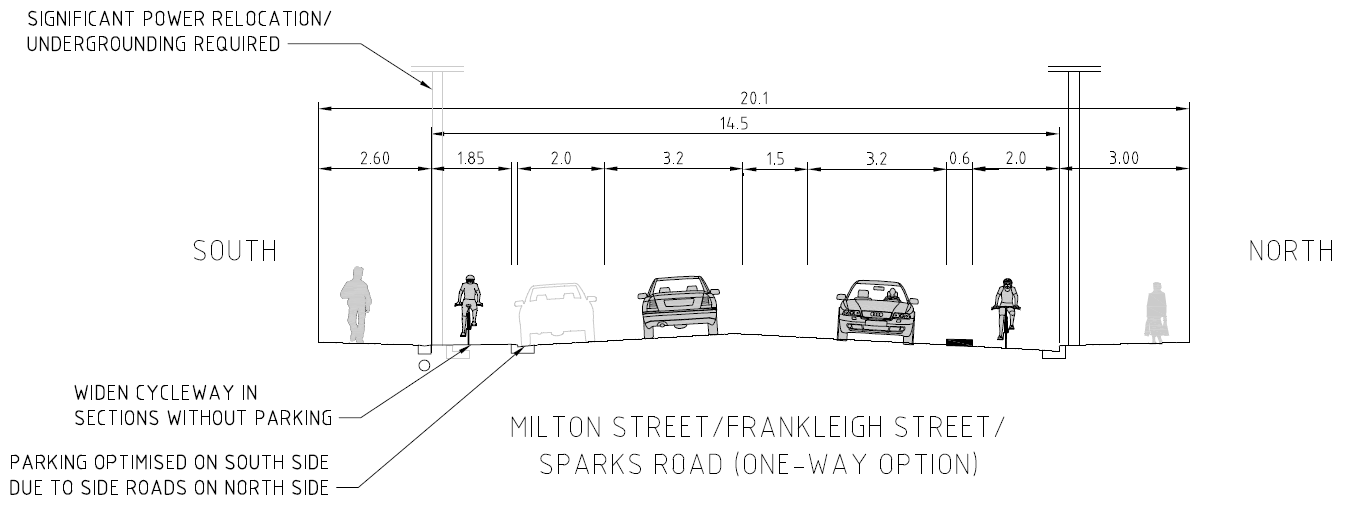 SIGNIFICANT POWER RELOCATION/
UNDERGROUNDING REQUIRED
20.1
14.5
2.60 1.85 2.0 3.2 1.5 3.2 0.6 2.0 3.00
SOUTH
NORTH
WIDEN CYCLEWAY IN
SECTIONS WITHOUT PARKING
MILTON STREET/FRANKLEIGH STREET/
SPARKS ROAD (ONE-WAY OPTION)
PARKING OPTIMISED ON SOUTH SIDE
DUE TO SIDE ROADS ON NORTH SIDE